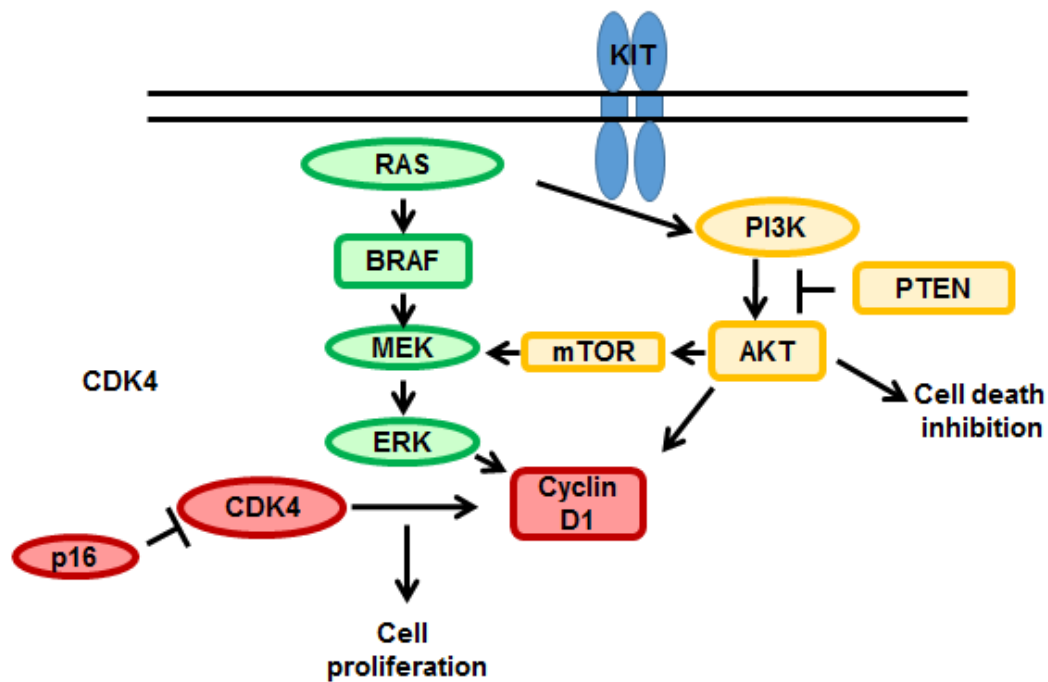 KIT
RAS
PI3K
BRAF
PTEN
MEK
mTOR
AKT
CDK4
Cell death
inhibition
ERK
Cyclin
D1
CDK4
p16
Cell
proliferation